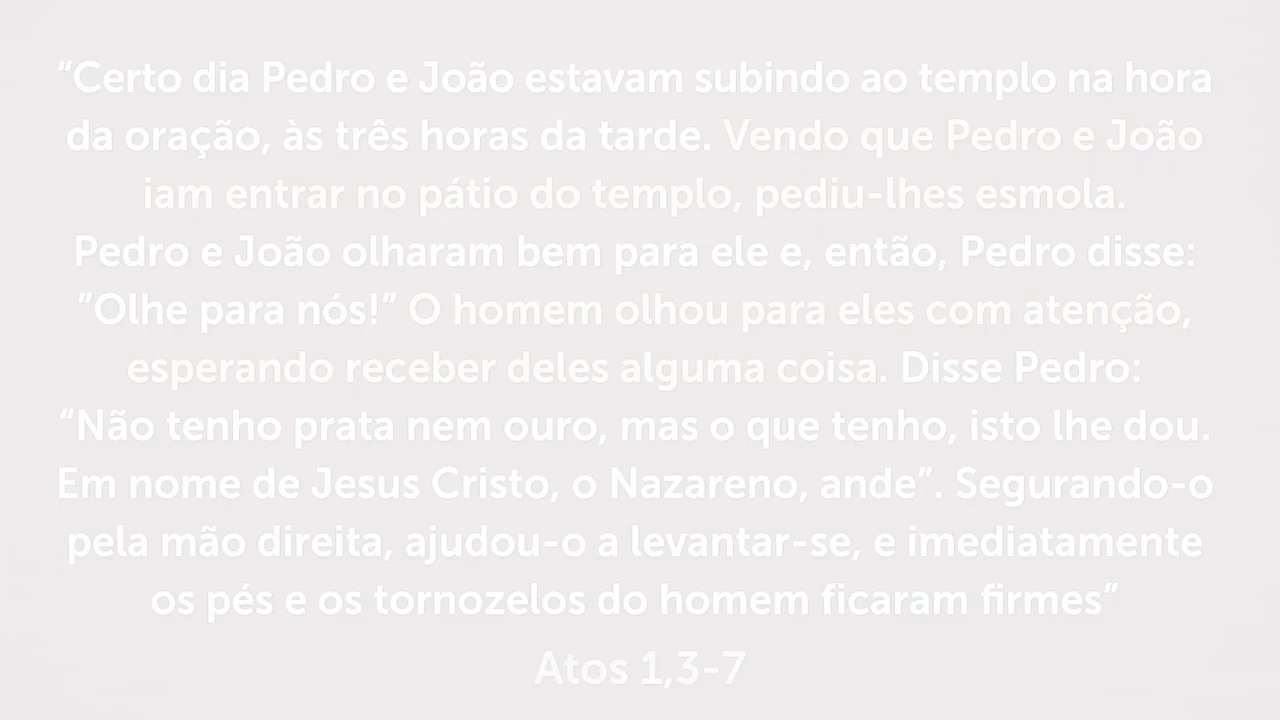 “Certo dia Pedro e João estavam subindo ao templo na hora
da oração, às três horas da tarde. Vendo que Pedro e João
iam entrar no pátio do templo, pediu-lhes esmola.
Pedro e João olharam bem para ele e, então, Pedro disse:
”Olhe para nós!” O homem olhou para eles com atenção,
esperando receber deles alguma coisa. Disse Pedro:
“Não tenho prata nem ouro, mas o que tenho, isto lhe dou.
Em nome de Jesus Cristo, o Nazareno, ande”. Segurando-o
pela mão direita, ajudou-o a levantar-se, e imediatamente
os pés e os tornozelos do homem ficaram firmes”
Atos 1,3-7